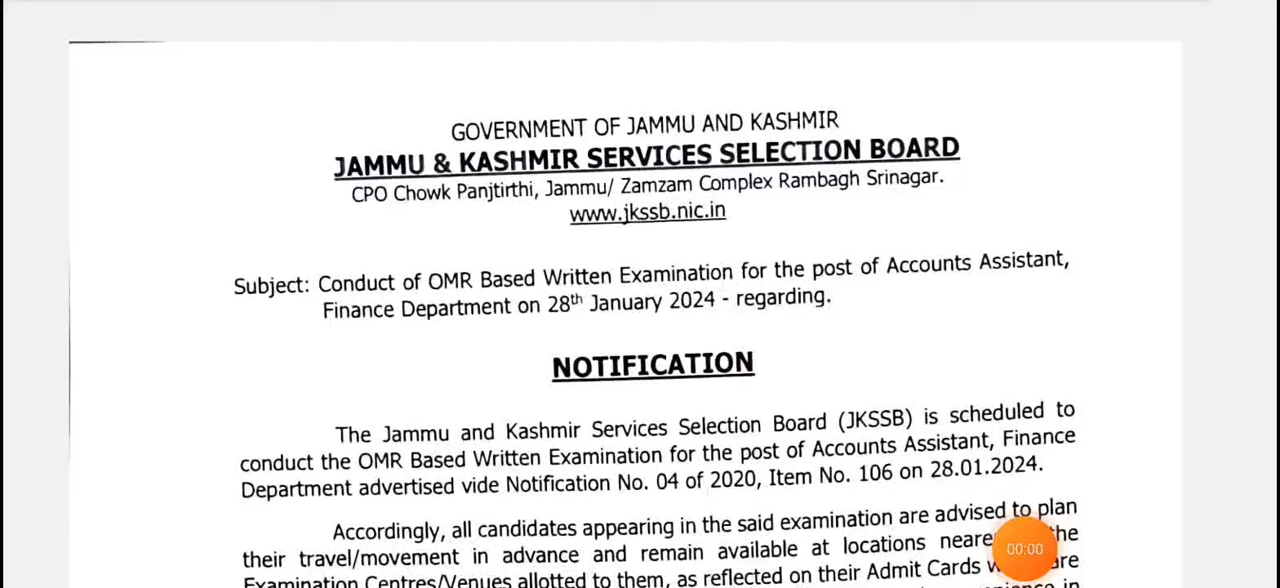 GOVERNMENT OF JAMMU AND KASHMIR
JAMMU & KASHMIR SERVICES SELECTION BOARD
CPO Chowk Panjtirthi, Jammu/ Zamzam Complex Rambagh Srinagar.
www.jkssb.nic.in
Subject: Conduct of OMR Based Written Examination for the post of Accounts Assistant,
Finance Department on 28th January 2024 - regarding.
NOTIFICATION
The Jammu and Kashmir Services Selection Board (JKSSB) is scheduled to
conduct the OMR Based Written Examination for the post of Accounts Assistant, Finance
Department advertised vide Notification No. 04 of 2020, Item No. 106 on 28.01.2024.
Accordingly, all candidates appearing in the said examination are advised to plan
their travel/movement in advance and remain available at locations the
Examination Centres/Venues allotted to them, as reflected on their Admit Cards
00:00